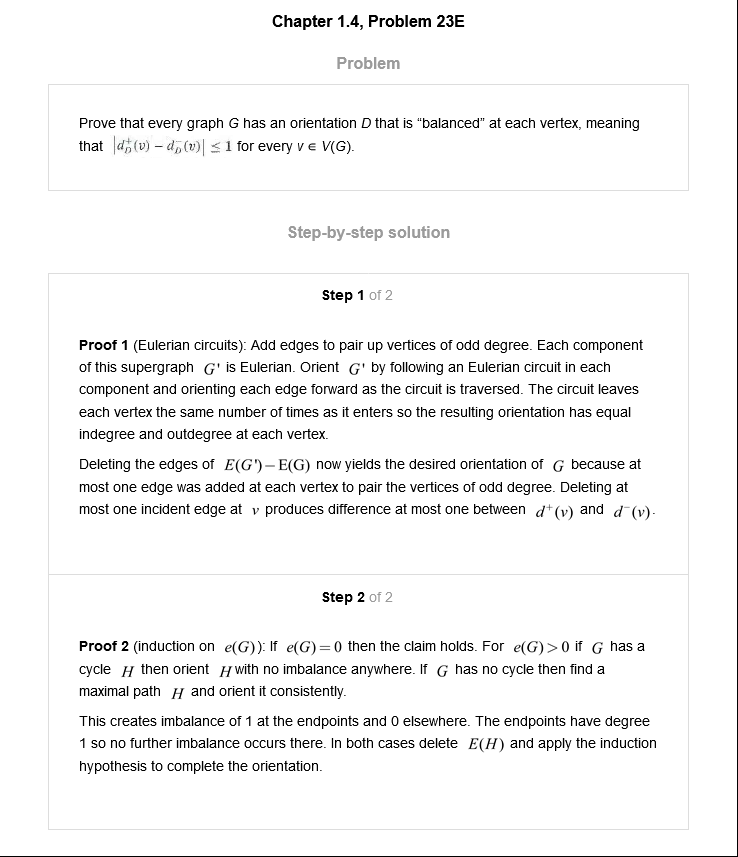 Chapter 1.4, Problem 23E
Problem
Prove that every graph G has an orientation D that is “balanced” at each vertex, meaning
that |d⁺_D(v) − d⁻_D(v)| ≤ 1 for every v ∈ V(G).
Step-by-step solution
Step 1 of 2
Proof 1 (Eulerian circuits): Add edges to pair up vertices of odd degree. Each component
of this supergraph G' is Eulerian. Orient G' by following an Eulerian circuit in each
component and orienting each edge forward as the circuit is traversed. The circuit leaves
each vertex the same number of times as it enters so the resulting orientation has equal
indegree and outdegree at each vertex.
Deleting the edges of E(G') − E(G) now yields the desired orientation of G because at
most one edge was added at each vertex to pair the vertices of odd degree. Deleting at
most one incident edge at v produces difference at most one between d⁺(v) and d⁻(v).
Step 2 of 2
Proof 2 (induction on e(G)): If e(G) = 0 then the claim holds. For e(G) > 0 if G has a
cycle H then orient H with no imbalance anywhere. If G has no cycle then find a
maximal path H and orient it consistently.
This creates imbalance of 1 at the endpoints and 0 elsewhere. The endpoints have degree
1 so no further imbalance occurs there. In both cases delete E(H) and apply the induction
hypothesis to complete the orientation.